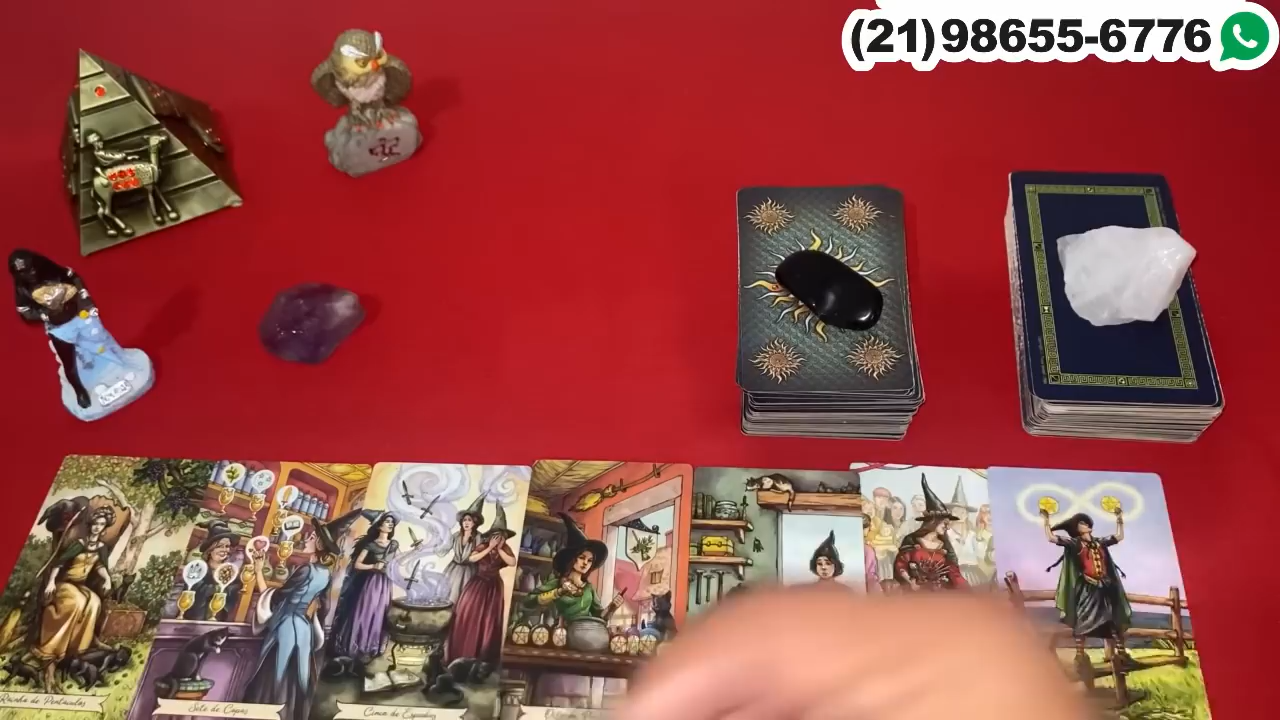 (21)98655-6776
Rainha de Pentáculos
Sete de Copas
Cinco de Espadas